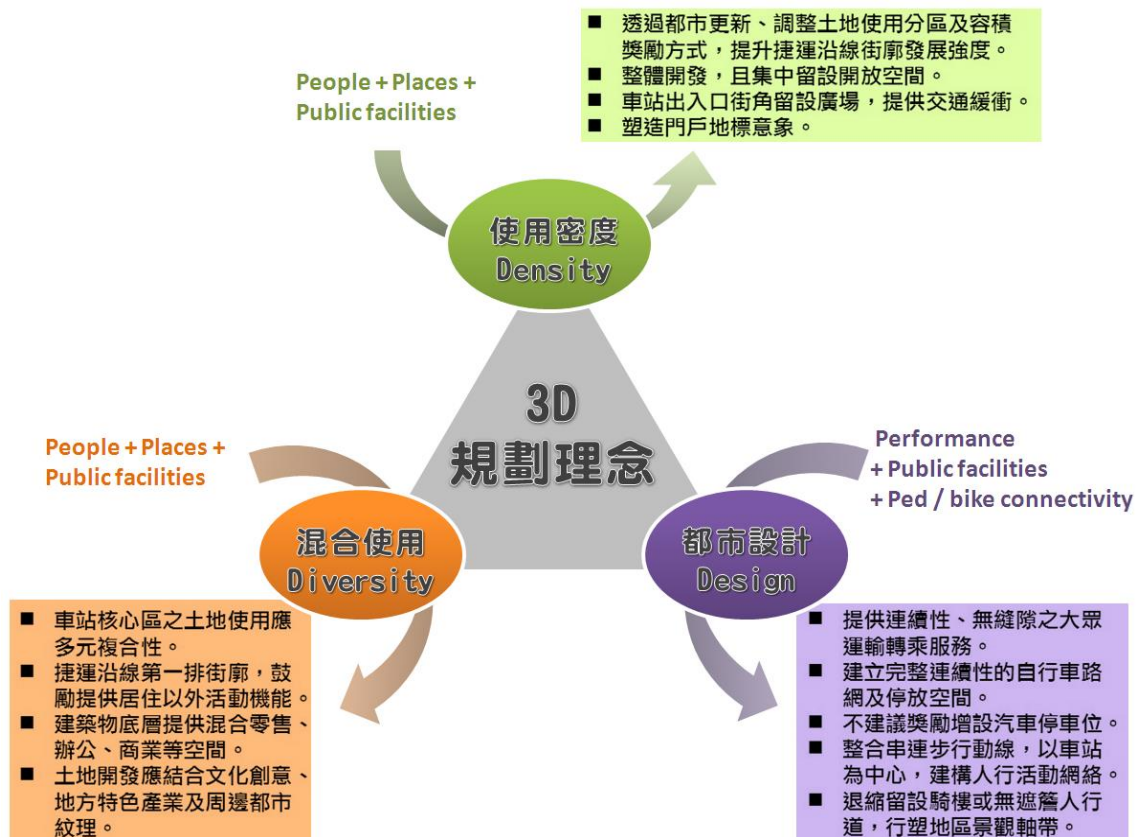 People + Places +
Public facilities
■ 透過都市更新、調整土地使用分區及容積
獎勵方式，提升捷運沿線街廓發展強度。
■ 整體開發，且集中留設開放空間。
■ 車站出入口街角留設廣場，提供交通緩衝。
■ 塑造門戶地標意象。
使用密度
Density
3D
規劃理念
People + Places +
Public facilities
混合使用
Diversity
■ 車站核心區之土地使用應
多元複合性。
■ 捷運沿線第一排街廓，鼓
勵提供居住以外活動機能。
■ 建築物底層提供混合零售、
辦公、商業等空間。
■ 土地開發應結合文化創意、
地方特色產業及周邊都市
紋理。
Performance
+ Public facilities
+ Ped / bike connectivity
都市設計
Design
■ 提供連續性、無縫隙之大眾
運輸轉乘服務。
■ 建立完整連續性的自行車路
網及停放空間。
■ 不建議獎勵增設汽車停車位。
■ 整合串連步行動線，以車站
為中心，建構人行活動網絡。
■ 退縮留設騎樓或無遮簷人行
道，行塑地區景觀軸帶。